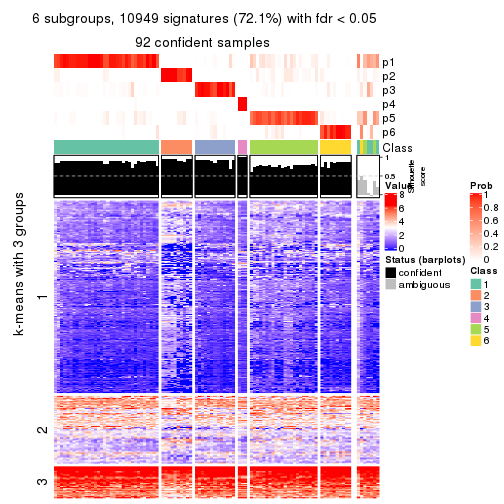 6 subgroups, 10949 signatures (72.1%) with fdr < 0.05
92 confident samples
p1
p2
p3
p4
p5
p6
Class
1
0.5
0
Silhouette
score
k-means with 3 groups
1
2
3
Value
8
6
4
2
0
Status (barplots)
confident
ambiguous
Prob
1
0.8
0.6
0.4
0.2
0
Class
1
2
3
4
5
6